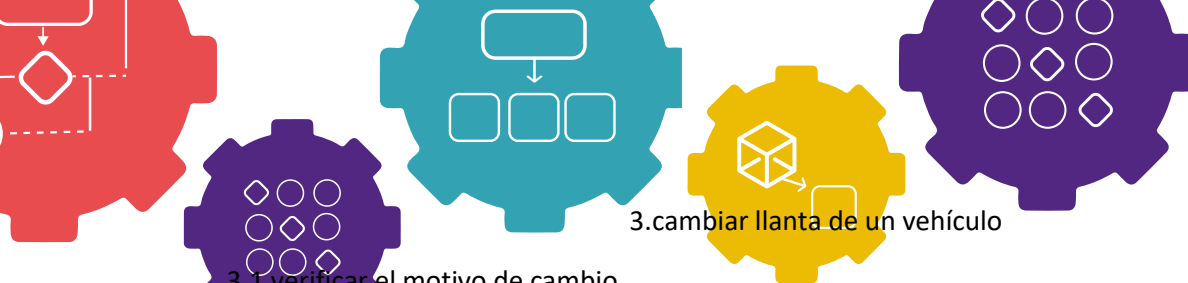 3.cambiar llanta de un vehículo
3.1 verificar el motivo de cambio